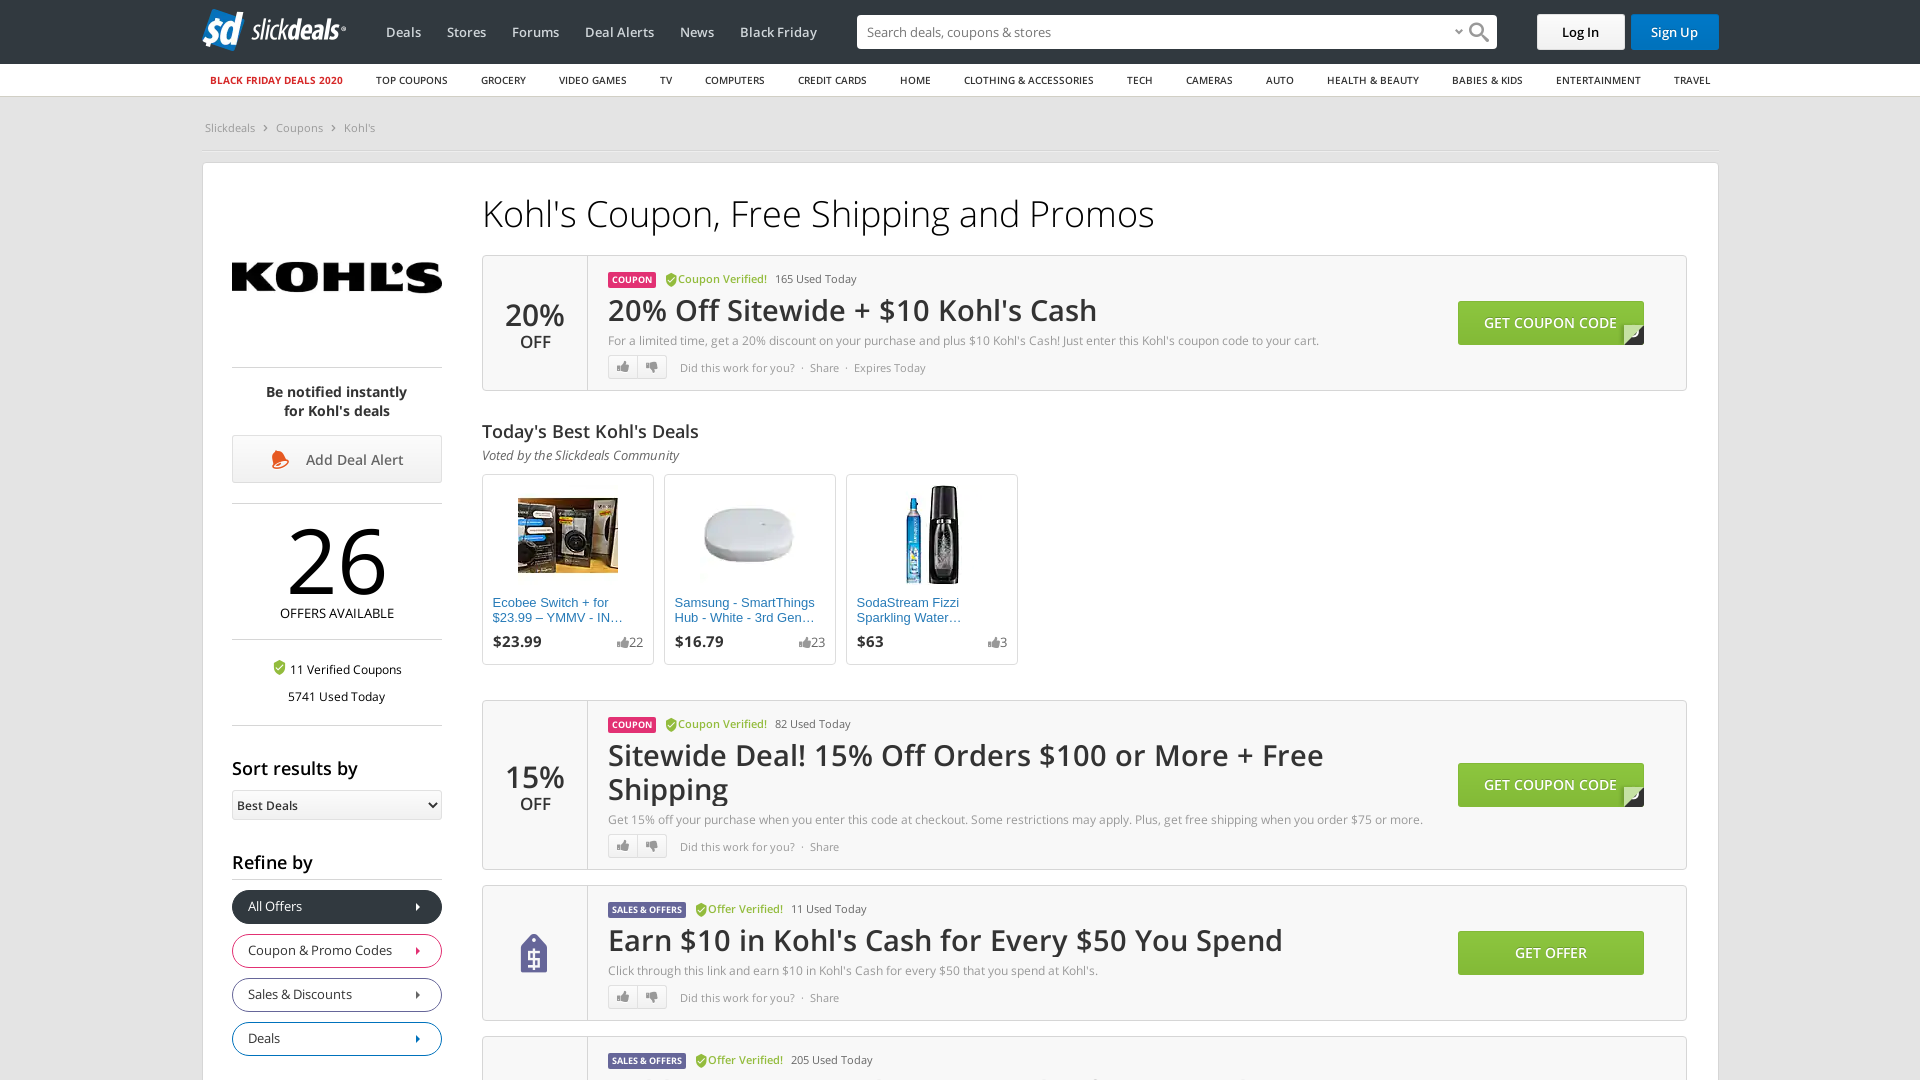 slickdeals
Deals
Stores
Forums
Deal Alerts
News
Black Friday
Search deals, coupons & stores
Log In
Sign Up
BLACK FRIDAY DEALS 2020
TOP COUPONS
GROCERY
VIDEO GAMES
TV
COMPUTERS
CREDIT CARDS
HOME
CLOTHING & ACCESSORIES
TECH
CAMERAS
AUTO
HEALTH & BEAUTY
BABIES & KIDS
ENTERTAINMENT
TRAVEL
Slickdeals > Coupons > Kohl's
KOHL'S
Be notified instantly
for Kohl's deals
Add Deal Alert
26
OFFERS AVAILABLE
11 Verified Coupons
5741 Used Today
Sort results by
Best Deals
Refine by
All Offers
Coupon & Promo Codes
Sales & Discounts
Deals
Kohl's Coupon, Free Shipping and Promos
20%
OFF
COUPON Coupon Verified! 165 Used Today
20% Off Sitewide + $10 Kohl's Cash
For a limited time, get a 20% discount on your purchase and plus $10 Kohl's Cash! Just enter this Kohl's coupon code to your cart.
Did this work for you? · Share · Expires Today
GET COUPON CODE
Today's Best Kohl's Deals
Voted by the Slickdeals Community
Ecobee Switch + for
$23.99 – YMMV - IN…
$23.99 22
Samsung - SmartThings
Hub - White - 3rd Gen…
$16.79 23
SodaStream Fizzi
Sparkling Water…
$63 3
15%
OFF
COUPON Coupon Verified! 82 Used Today
Sitewide Deal! 15% Off Orders $100 or More + Free
Shipping
Get 15% off your purchase when you enter this code at checkout. Some restrictions may apply. Plus, get free shipping when you order $75 or more.
Did this work for you? · Share
GET COUPON CODE
SALES & OFFERS Offer Verified! 11 Used Today
Earn $10 in Kohl's Cash for Every $50 You Spend
Click through this link and earn $10 in Kohl's Cash for every $50 that you spend at Kohl's.
Did this work for you? · Share
GET OFFER
SALES & OFFERS Offer Verified! 205 Used Today